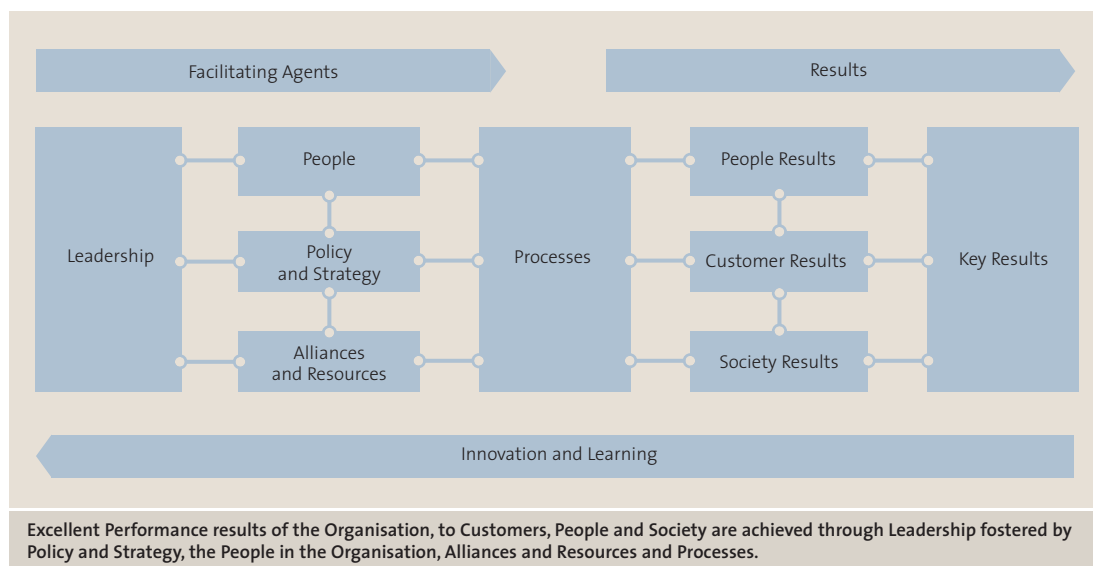 Facilitating Agents
Results
Leadership
People
Policy
and Strategy
Alliances
and Resources
Processes
People Results
Customer Results
Society Results
Key Results
Innovation and Learning
Excellent Performance results of the Organisation, to Customers, People and Society are achieved through Leadership fostered by
Policy and Strategy, the People in the Organisation, Alliances and Resources and Processes.